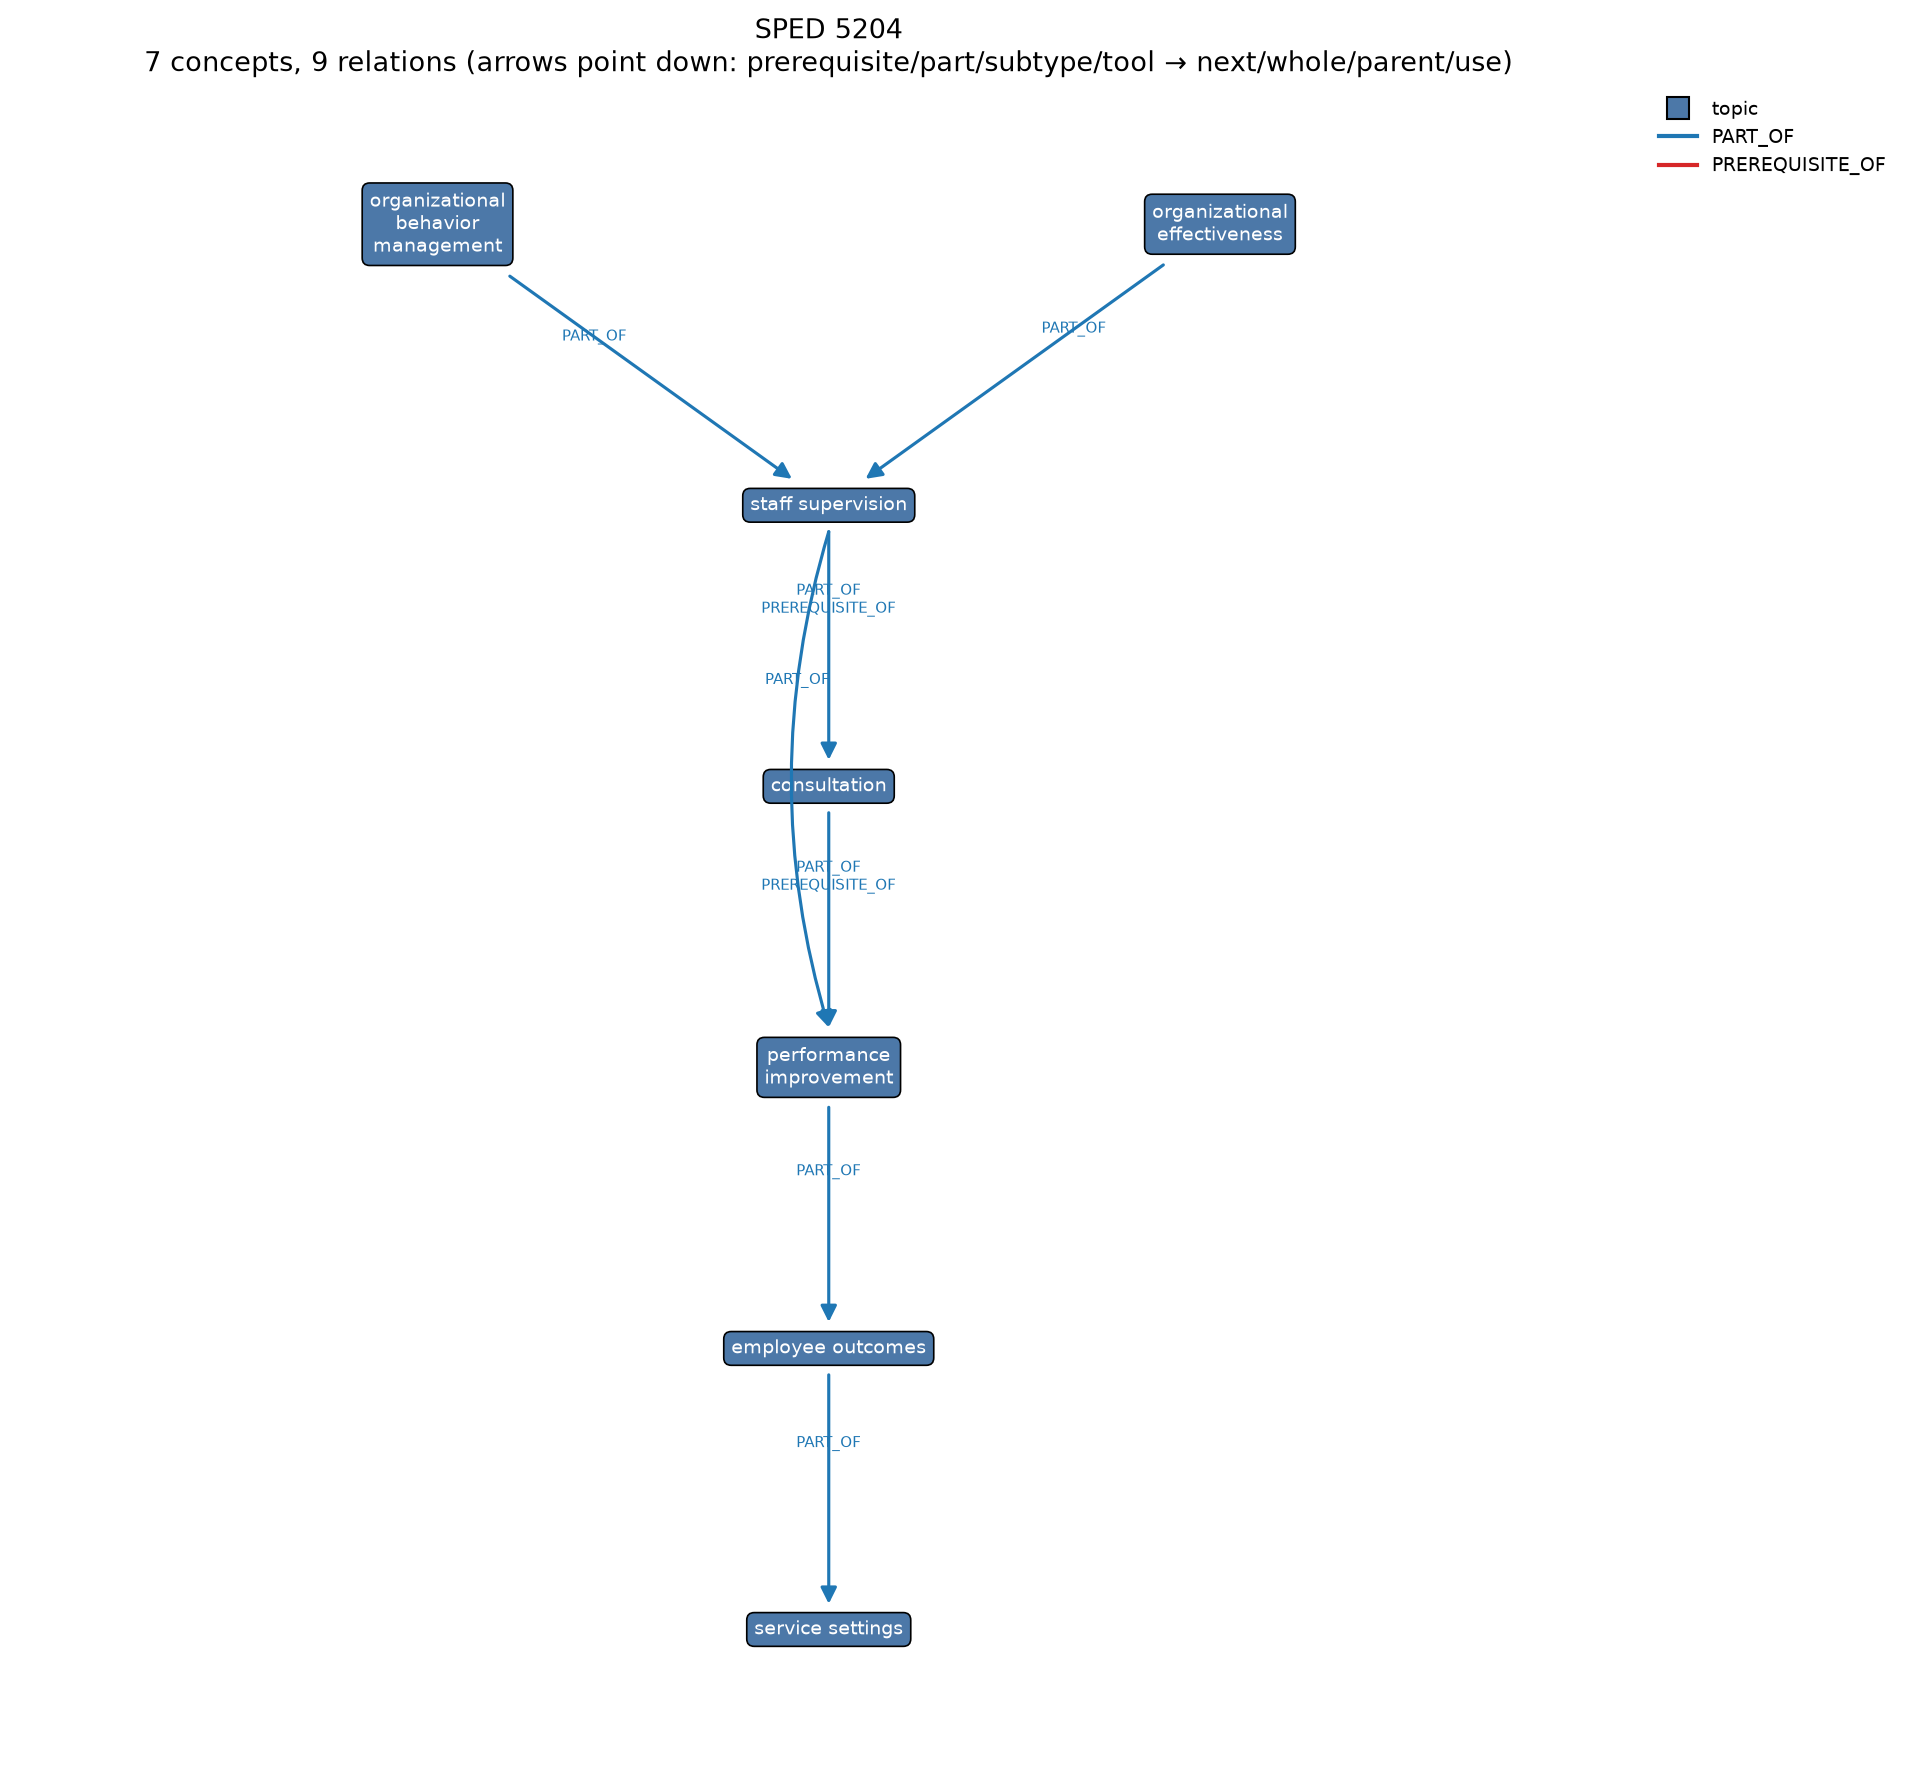 SPED 5204
7 concepts, 9 relations (arrows point down: prerequisite/part/subtype/tool → next/whole/parent/use)
topic
PART_OF
PREREQUISITE_OF
organizational
behavior
management
organizational
effectiveness
PART_OF
PART_OF
staff supervision
PART_OF
PREREQUISITE_OF
PART_OF
consultation
PART_OF
PREREQUISITE_OF
performance
improvement
PART_OF
employee outcomes
PART_OF
service settings